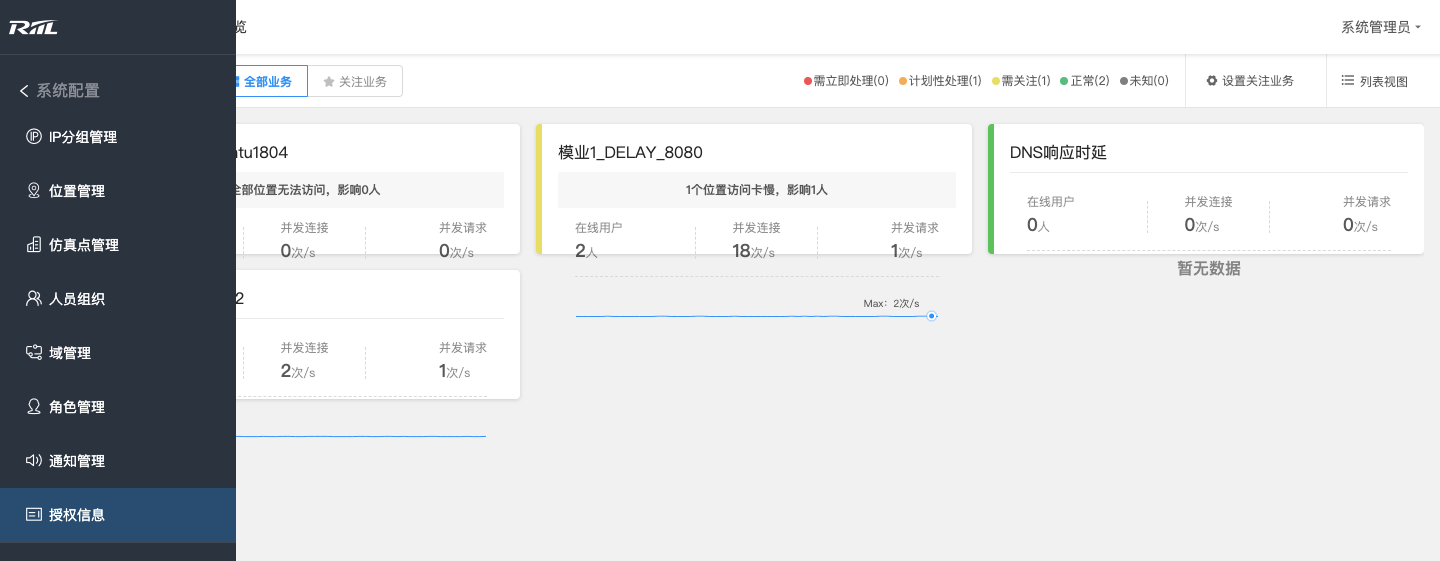 RIIL
系统配置
IP分组管理
位置管理
仿真点管理
人员组织
域管理
角色管理
通知管理
授权信息
览
系统管理员
全部业务
关注业务
需立即处理(0)
计划性处理(1)
需关注(1)
正常(2)
未知(0)
设置关注业务
列表视图
ntu1804
全部位置无法访问，影响0人
并发连接
并发请求
0次/s
0次/s
模业1_DELAY_8080
1个位置访问卡慢，影响1人
在线用户
并发连接
并发请求
2人
18次/s
1次/s
Max：2次/s
DNS响应时延
在线用户
并发连接
并发请求
0人
0次/s
0次/s
暂无数据
2
并发连接
并发请求
2次/s
1次/s